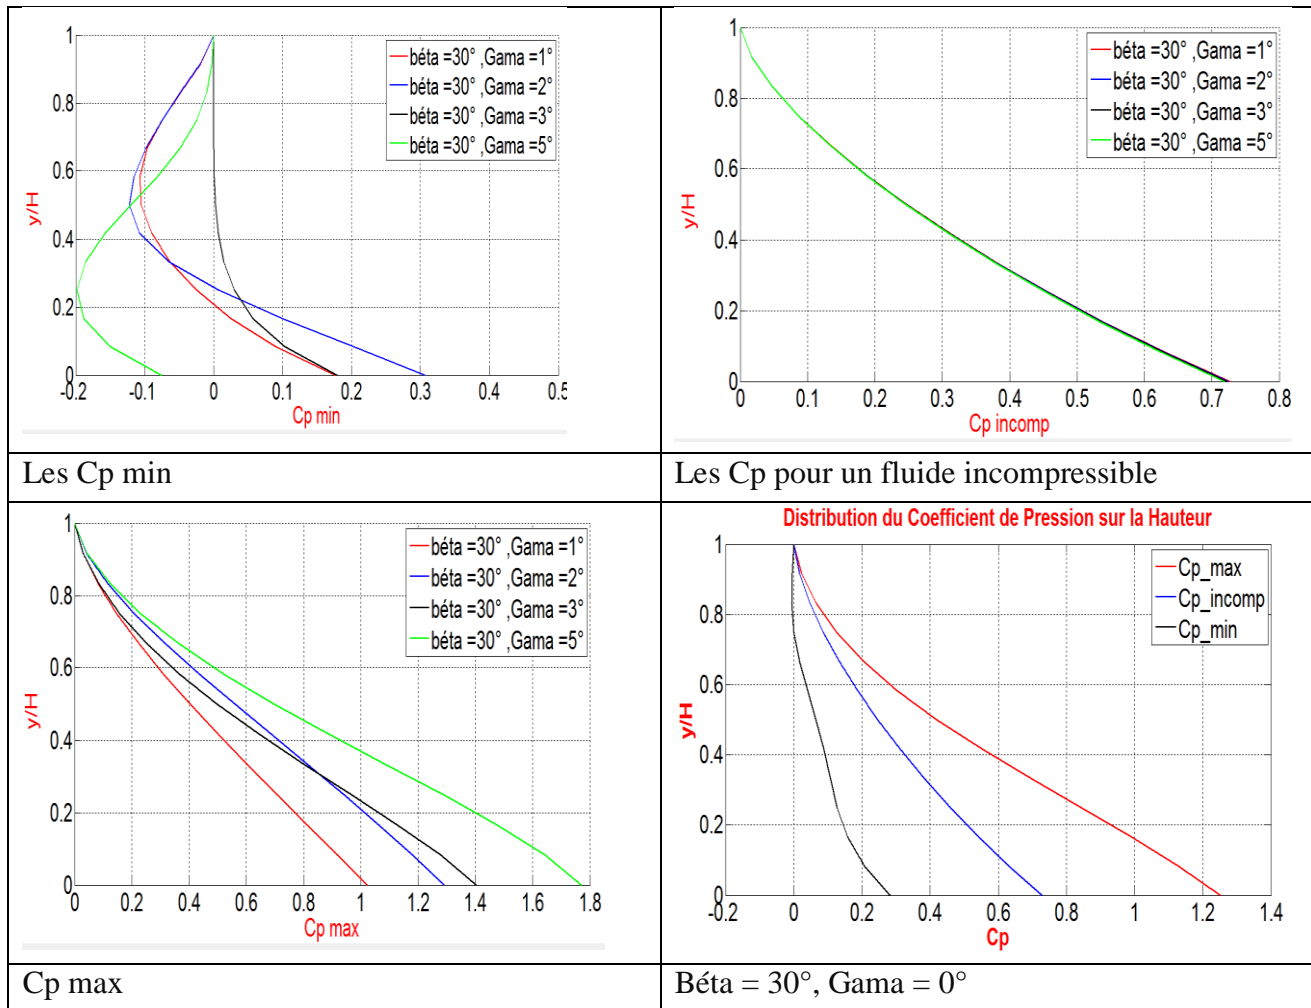 1
0.8
0.6
0.4
0.2
0
y/H
-0.2
-0.1
0
0.1
0.2
0.3
0.4
0.5
Cp min
béta =30° ,Gama =1°
béta =30° ,Gama =2°
béta =30° ,Gama =3°
béta =30° ,Gama =5°
Les Cp min
1
0.8
0.6
0.4
0.2
0
y/H
0
0.1
0.2
0.3
0.4
0.5
0.6
0.7
0.8
Cp incomp
béta =30° ,Gama =1°
béta =30° ,Gama =2°
béta =30° ,Gama =3°
béta =30° ,Gama =5°
Les Cp pour un fluide incompressible
1
0.8
0.6
0.4
0.2
0
y/H
0
0.2
0.4
0.6
0.8
1
1.2
1.4
1.6
1.8
Cp max
béta =30° ,Gama =1°
béta =30° ,Gama =2°
béta =30° ,Gama =3°
béta =30° ,Gama =5°
Cp max
Distribution du Coefficient de Pression sur la Hauteur
1
0.8
0.6
0.4
0.2
0
y/H
-0.2
0
0.2
0.4
0.6
0.8
1
1.2
1.4
Cp
Cp_max
Cp_incomp
Cp_min
Béta = 30°, Gama = 0°